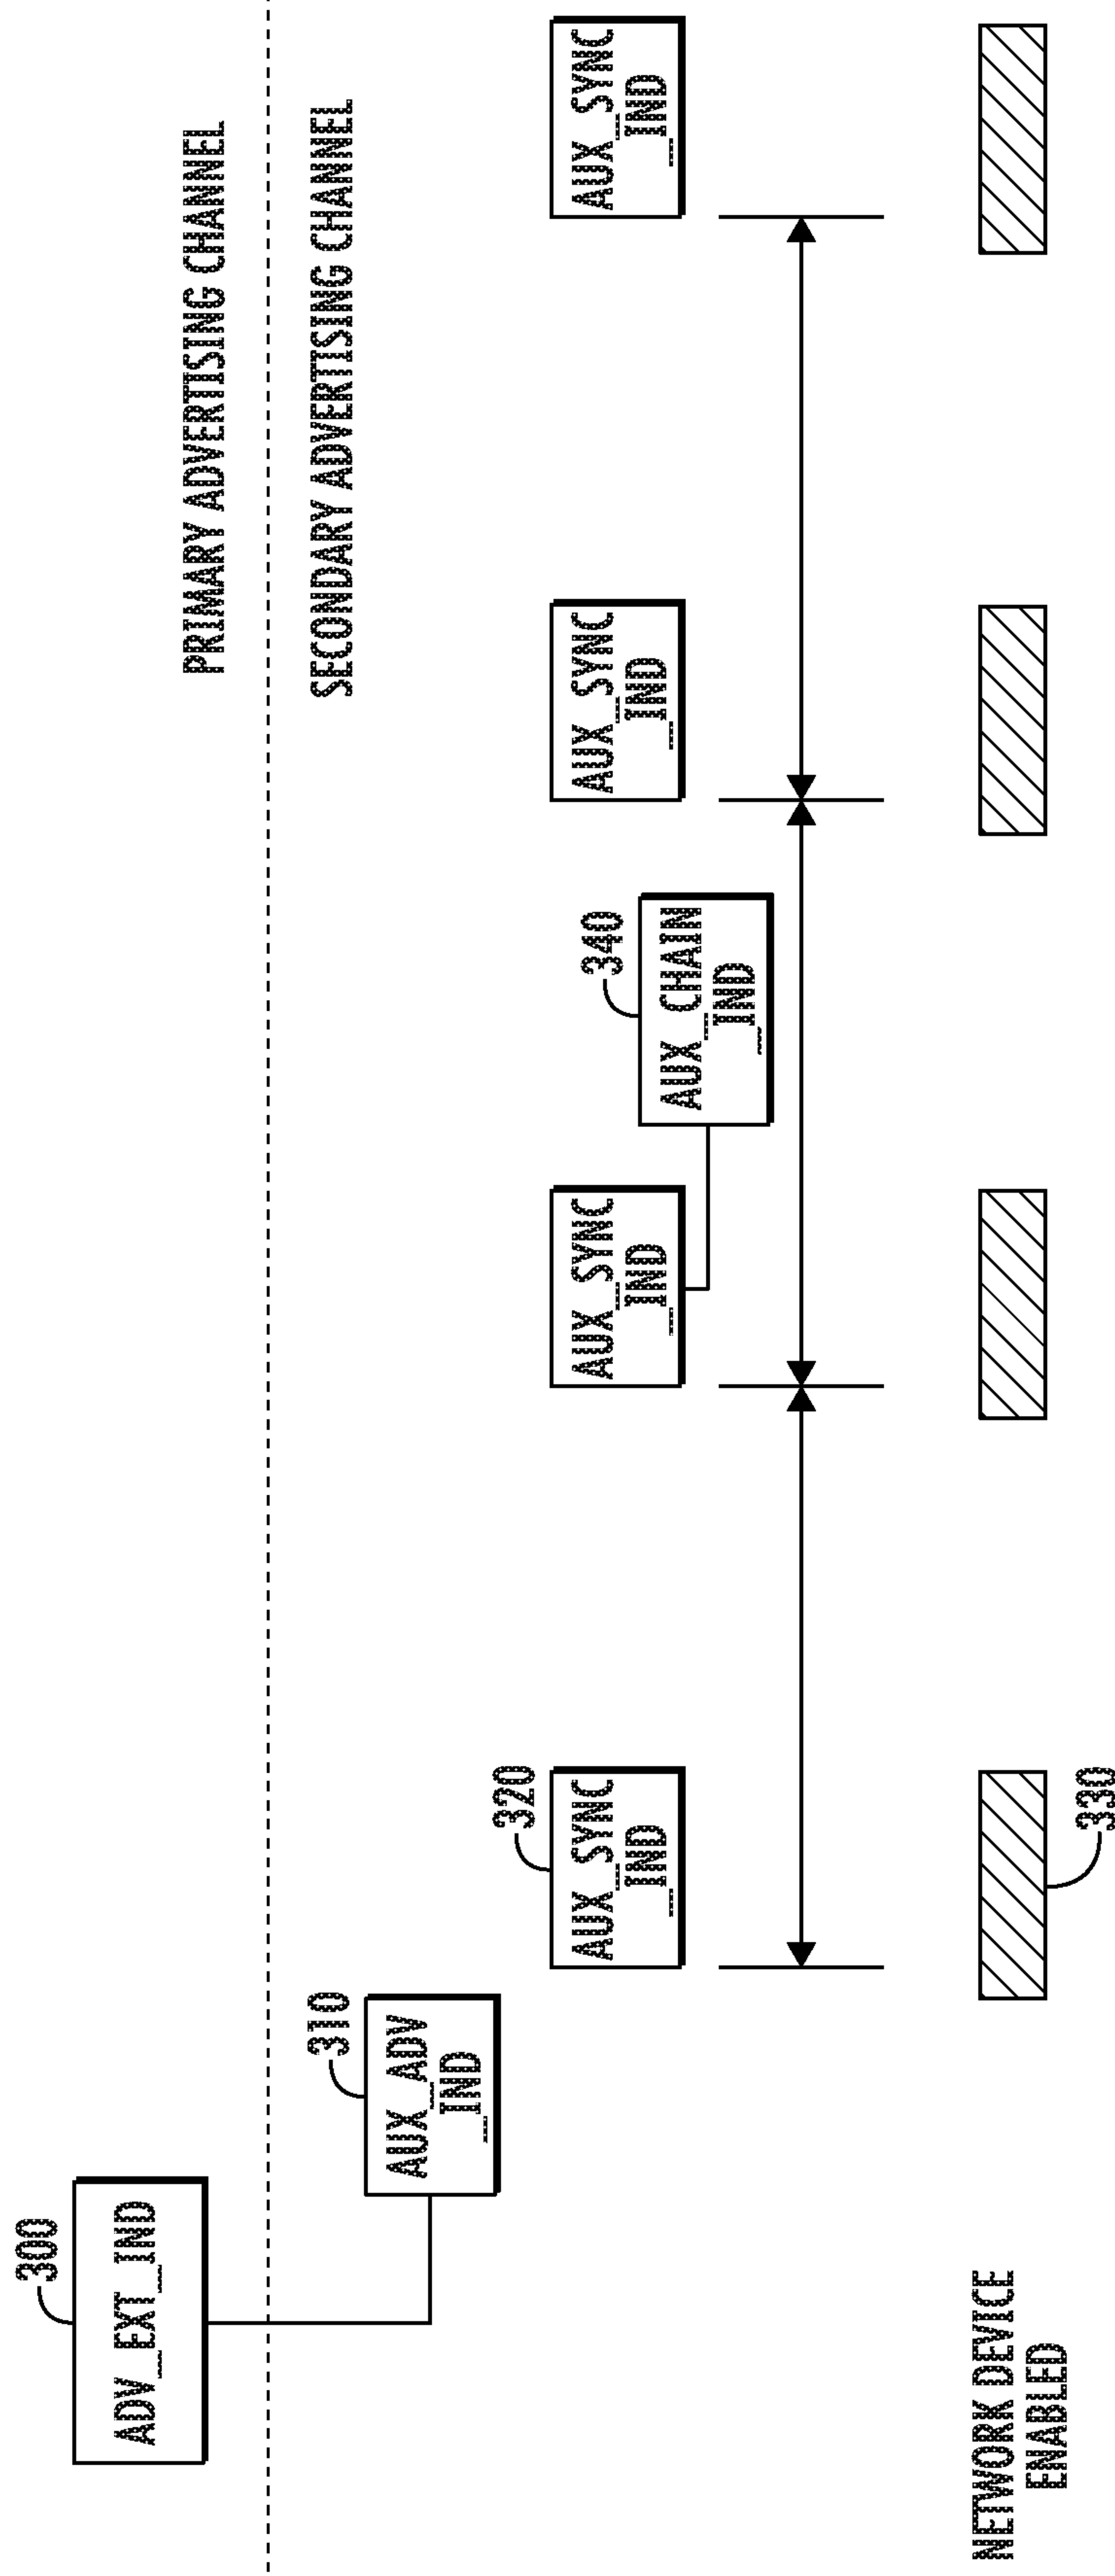 300
ADV_EXT_IND
PRIMARY ADVERTISING CHANNEL
SECONDARY ADVERTISING CHANNEL
310
AUX_ADV
_IND
320
AUX_SYNC
_IND
AUX_SYNC
_IND
AUX_SYNC
_IND
AUX_SYNC
_IND
340
AUX_CHAIN
_IND
NETWORK DEVICE
ENABLED
330